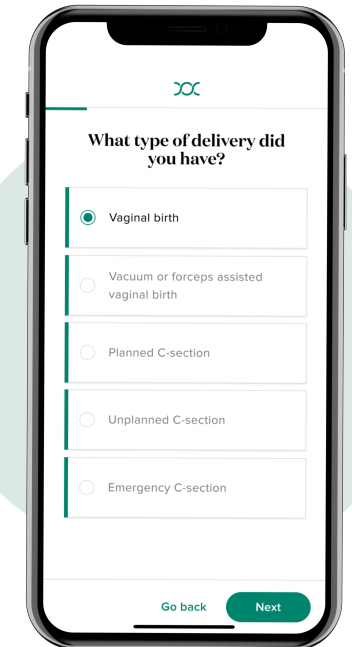 What type of delivery did
you have?
Vaginal birth
Vacuum or forceps assisted
vaginal birth
Planned C-section
Unplanned C-section
Emergency C-section
Go back
Next